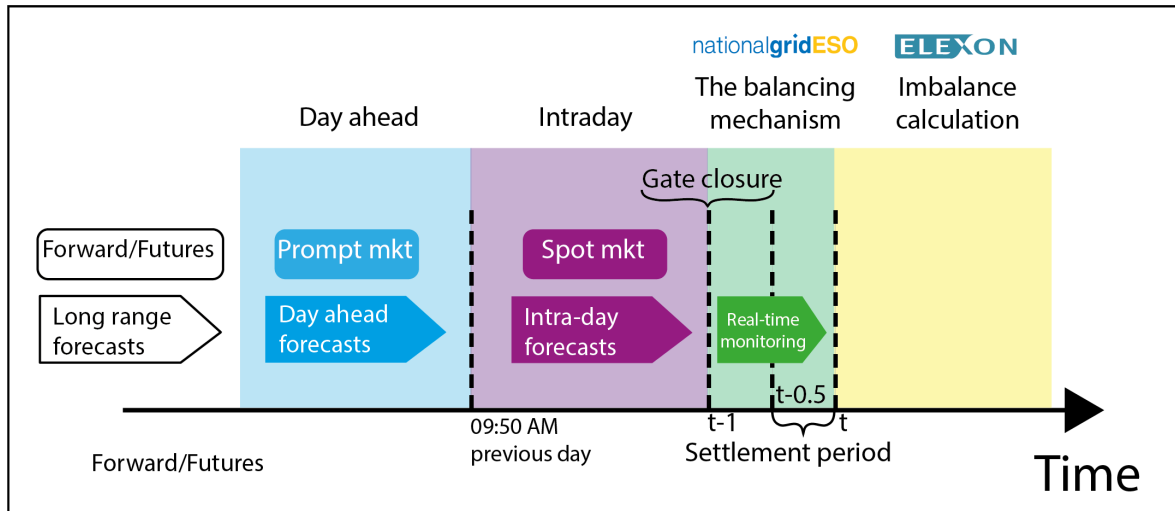 nationalgridESO
ELEXON
Day ahead
Intraday
The balancing
mechanism
Imbalance
calculation
Gate closure
Forward/Futures
Prompt mkt
Spot mkt
Long range
forecasts
Day ahead
forecasts
Intra-day
forecasts
Real-time
monitoring
t-0.5
09:50 AM
previous day
t-1
t
Settlement period
Forward/Futures
Time